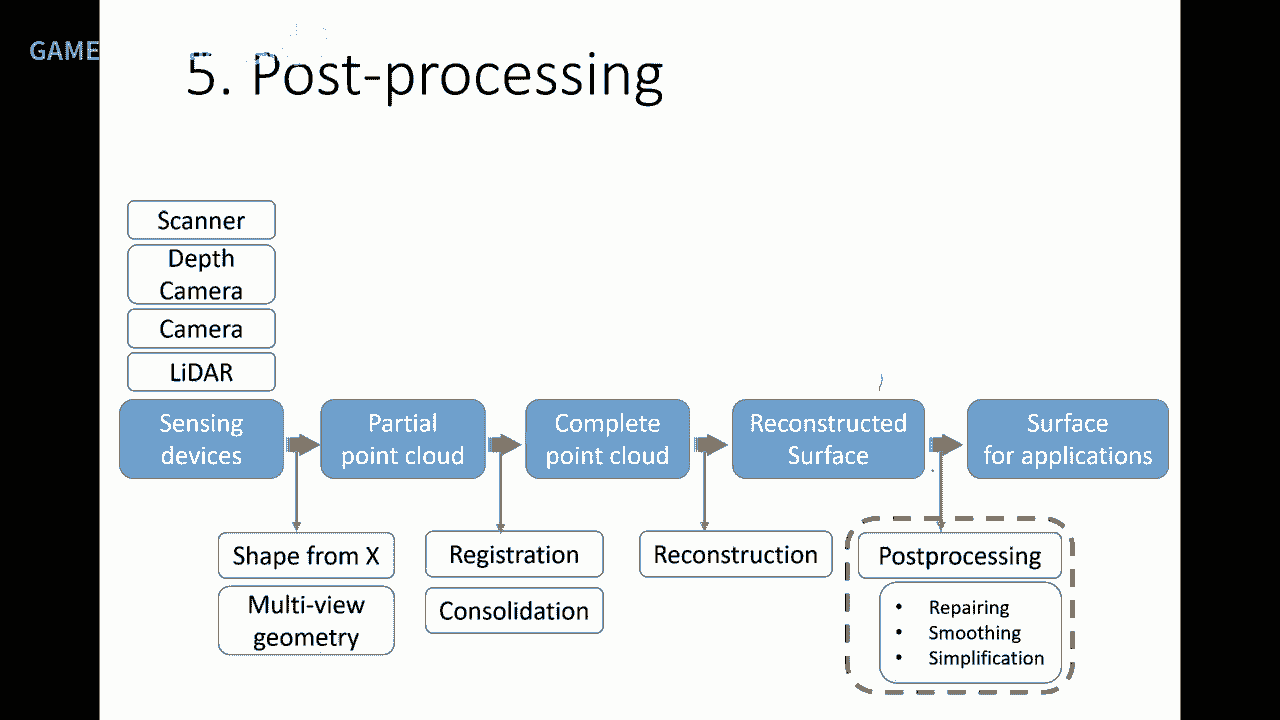 GAME
5. Post-processing
Scanner
Depth
Camera
Camera
LiDAR
Sensing
devices
Partial
point cloud
Complete
point cloud
Reconstructed
Surface
Surface
for applications
Shape from X
Multi-view
geometry
Registration
Consolidation
Reconstruction
Postprocessing
• Repairing
• Smoothing
• Simplification